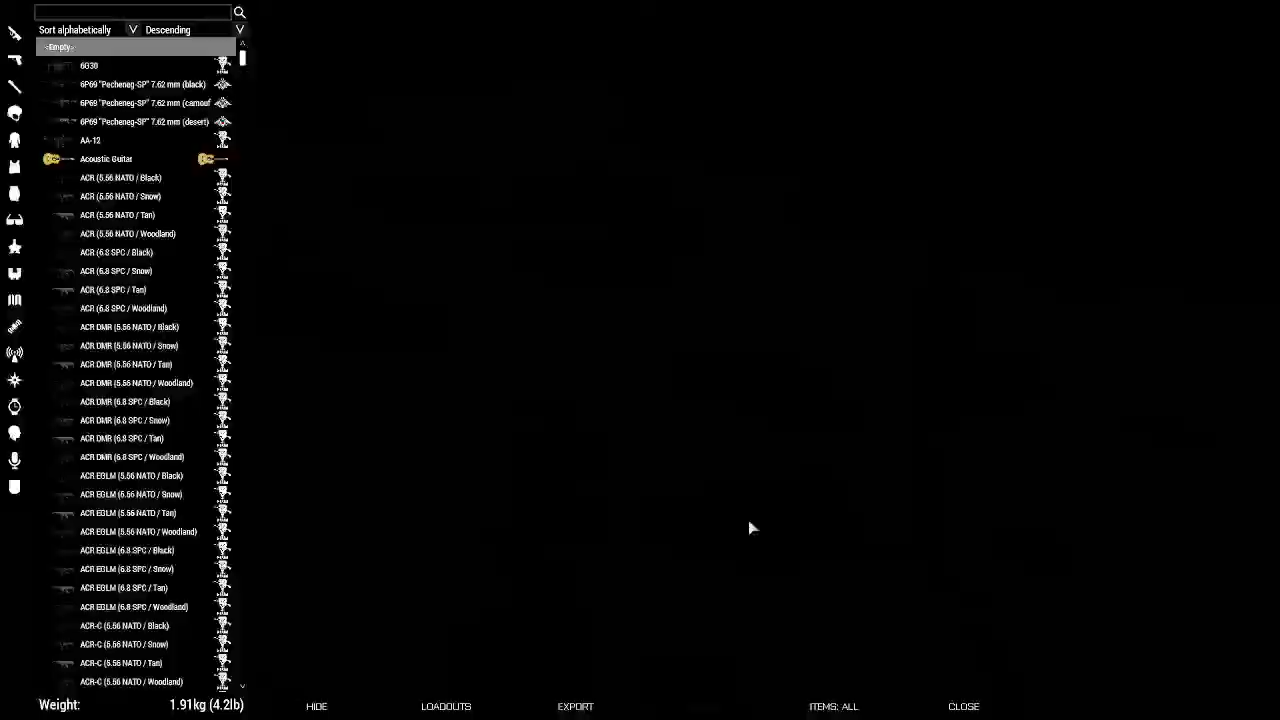 Sort alphabetically Descending
<Empty>
6G30
6P69 "Pecheneg-SP" 7.62 mm (black)
6P69 "Pecheneg-SP" 7.62 mm (camouf
6P69 "Pecheneg-SP" 7.62 mm (desert)
AA-12
Acoustic Guitar
ACR (5.56 NATO / Black)
ACR (5.56 NATO / Snow)
ACR (5.56 NATO / Tan)
ACR (5.56 NATO / Woodland)
ACR (6.8 SPC / Black)
ACR (6.8 SPC / Snow)
ACR (6.8 SPC / Tan)
ACR (6.8 SPC / Woodland)
ACR DMR (5.56 NATO / Black)
ACR DMR (5.56 NATO / Snow)
ACR DMR (5.56 NATO / Tan)
ACR DMR (5.56 NATO / Woodland)
ACR DMR (6.8 SPC / Black)
ACR DMR (6.8 SPC / Snow)
ACR DMR (6.8 SPC / Tan)
ACR DMR (6.8 SPC / Woodland)
ACR EGLM (5.56 NATO / Black)
ACR EGLM (5.56 NATO / Snow)
ACR EGLM (5.56 NATO / Tan)
ACR EGLM (5.56 NATO / Woodland)
ACR EGLM (6.8 SPC / Black)
ACR EGLM (6.8 SPC / Snow)
ACR EGLM (6.8 SPC / Tan)
ACR EGLM (6.8 SPC / Woodland)
ACR-C (5.56 NATO / Black)
ACR-C (5.56 NATO / Snow)
ACR-C (5.56 NATO / Tan)
ACR-C (5.56 NATO / Woodland)
Weight: 1.91kg (4.2lb) HIDE LOADOUTS EXPORT ITEMS: ALL CLOSE